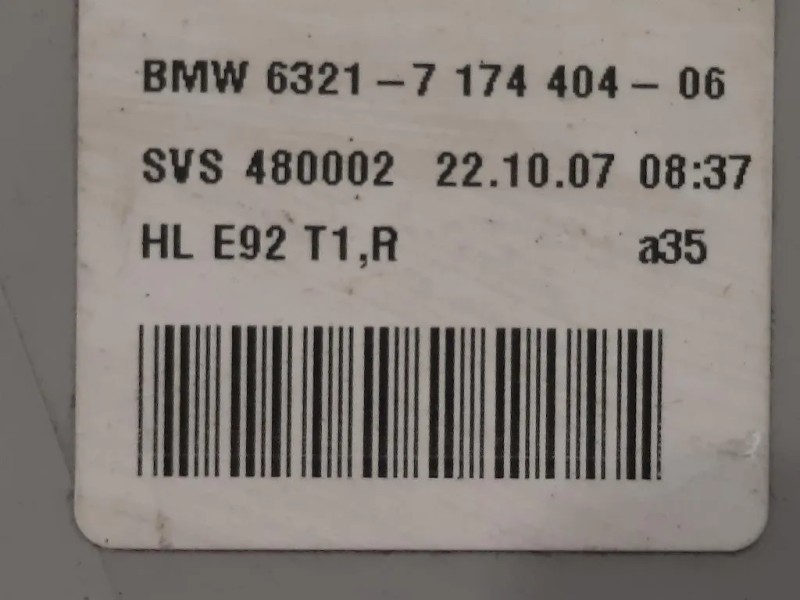 BMW 6321-7 174 404- 06
SVS 480002 22.10.07 08:37
HL E92 T1,R a35